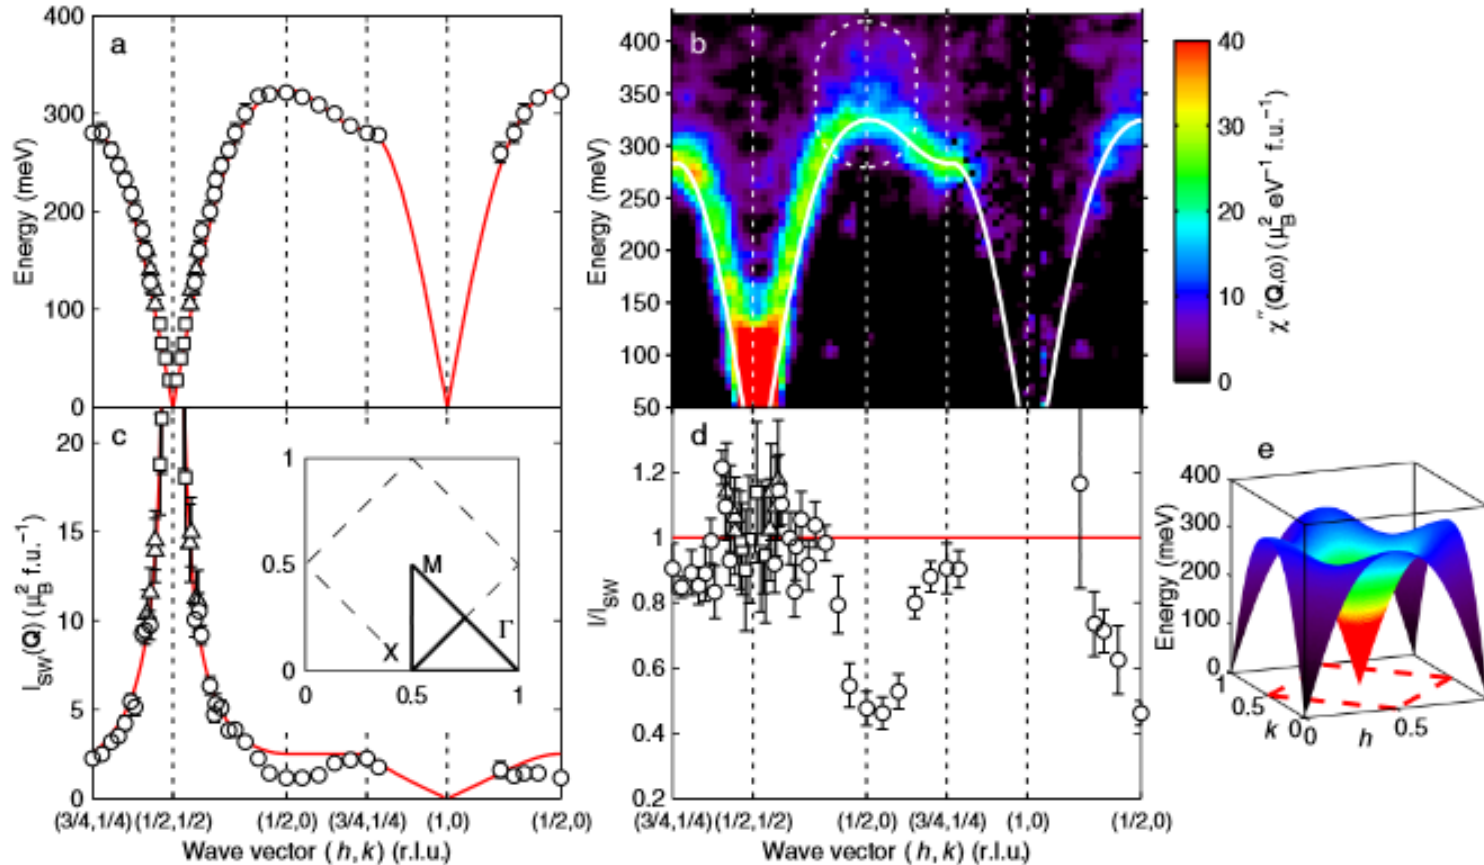 a
400
300
200
100
0
Energy (meV)
b
400
350
300
250
200
150
100
50
Energy (meV)
40
30
20
10
0
χ″(Q,ω) (μ_B² eV⁻¹ f.u.⁻¹)
c
20
15
10
5
0
I_SW(Q) (μ_B² f.u.⁻¹)
1
0.5
0
0 0.5 1
M
X
Γ
(3/4,1/4) (1/2,1/2) (1/2,0) (3/4,1/4) (1,0) (1/2,0)
Wave vector (h,k) (r.l.u.)
d
1.2
1
0.8
0.6
0.4
0.2
I/I_SW
(3/4,1/4) (1/2,1/2) (1/2,0) (3/4,1/4) (1,0) (1/2,0)
Wave vector (h,k) (r.l.u.)
e
400
300
200
100
0
Energy (meV)
1
0.5
0
k
0
0.5
h